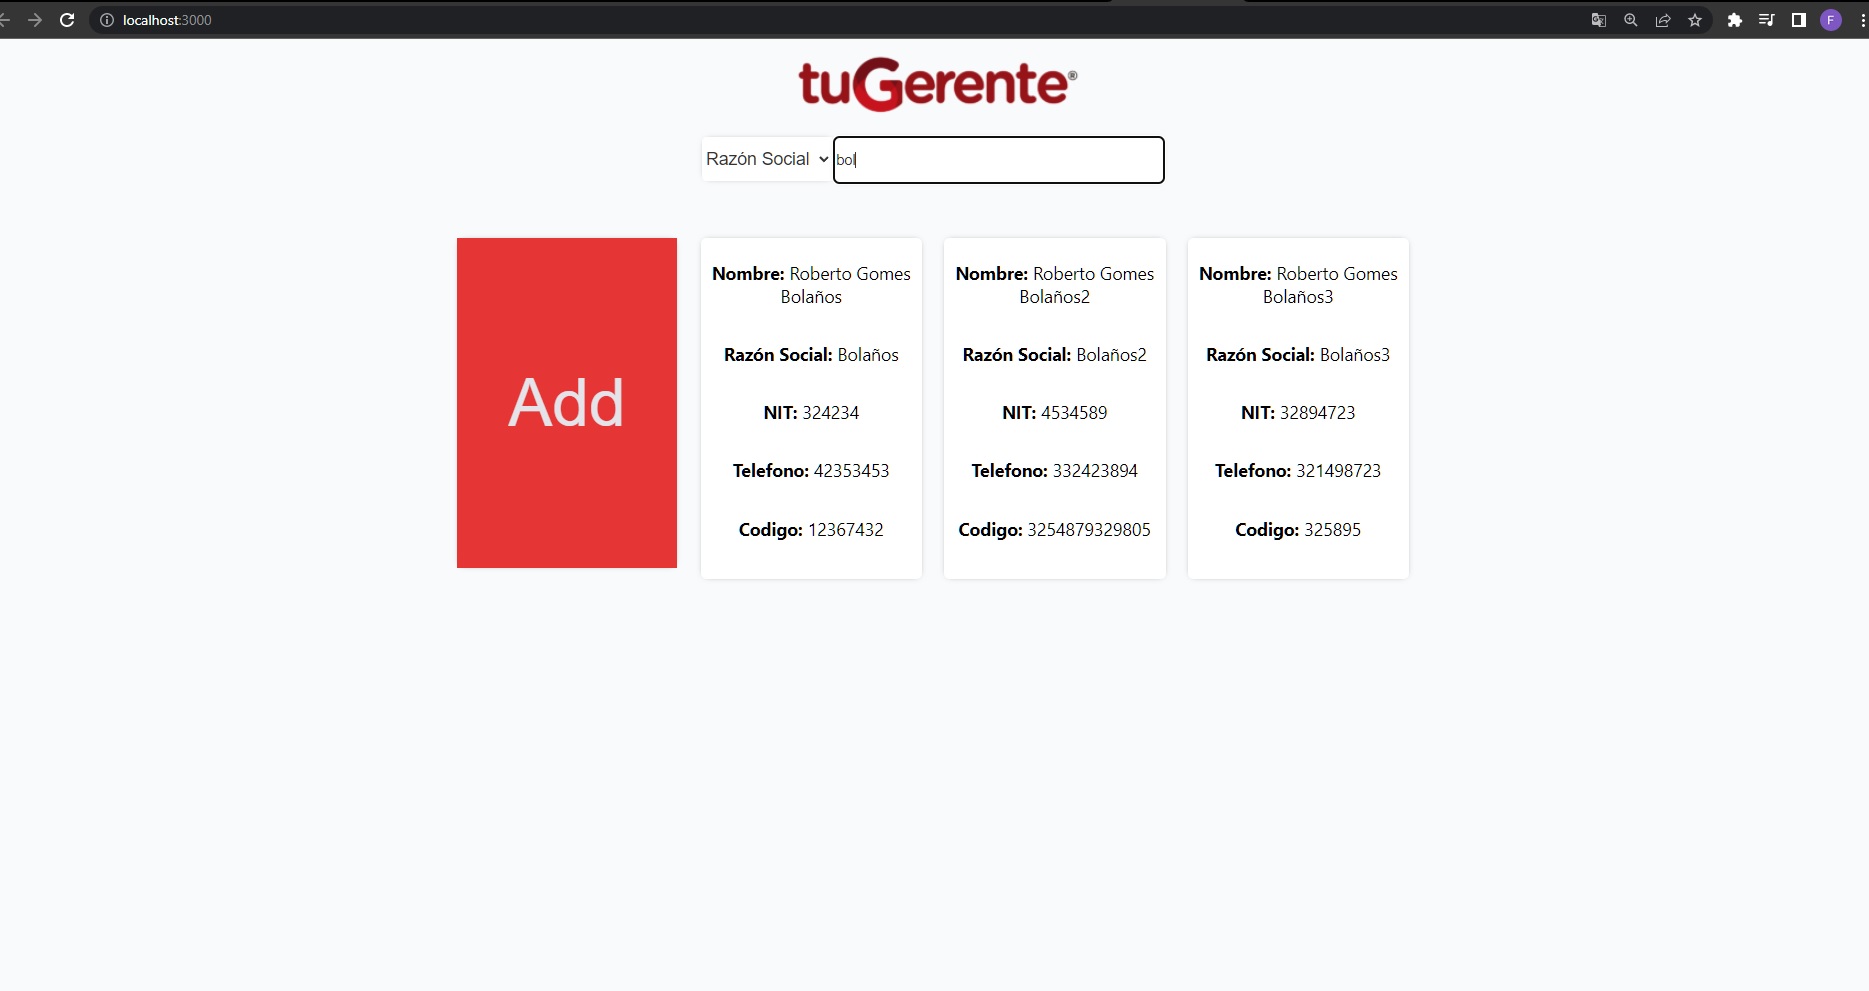 localhost:3000
F
tuGerente®
Razón Social
bol
Add
Nombre: Roberto Gomes
Bolaños
Razón Social: Bolaños
NIT: 324234
Telefono: 42353453
Codigo: 12367432
Nombre: Roberto Gomes
Bolaños2
Razón Social: Bolaños2
NIT: 4534589
Telefono: 332423894
Codigo: 3254879329805
Nombre: Roberto Gomes
Bolaños3
Razón Social: Bolaños3
NIT: 32894723
Telefono: 321498723
Codigo: 325895